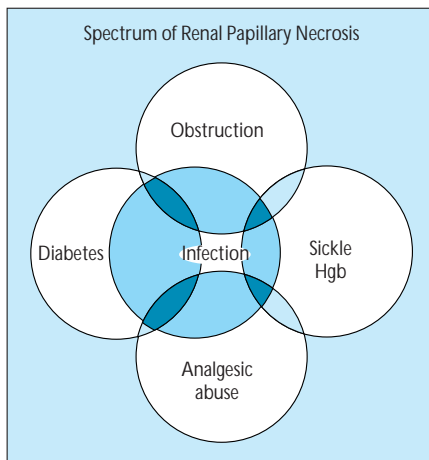 Spectrum of Renal Papillary Necrosis
Obstruction
Diabetes
Infection
Sickle
Hgb
Analgesic
abuse